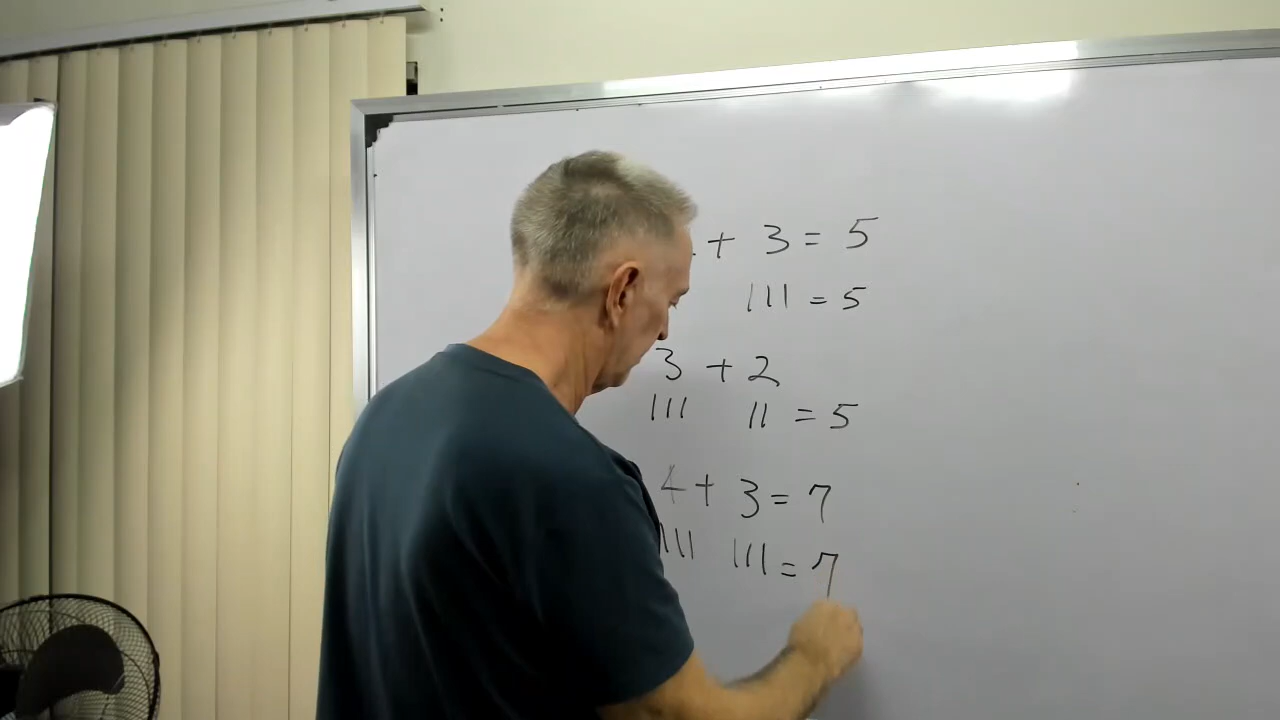 + 3 = 5
111 = 5
3 + 2
111 11 = 5
4 + 3 = 7
111 111 = 7